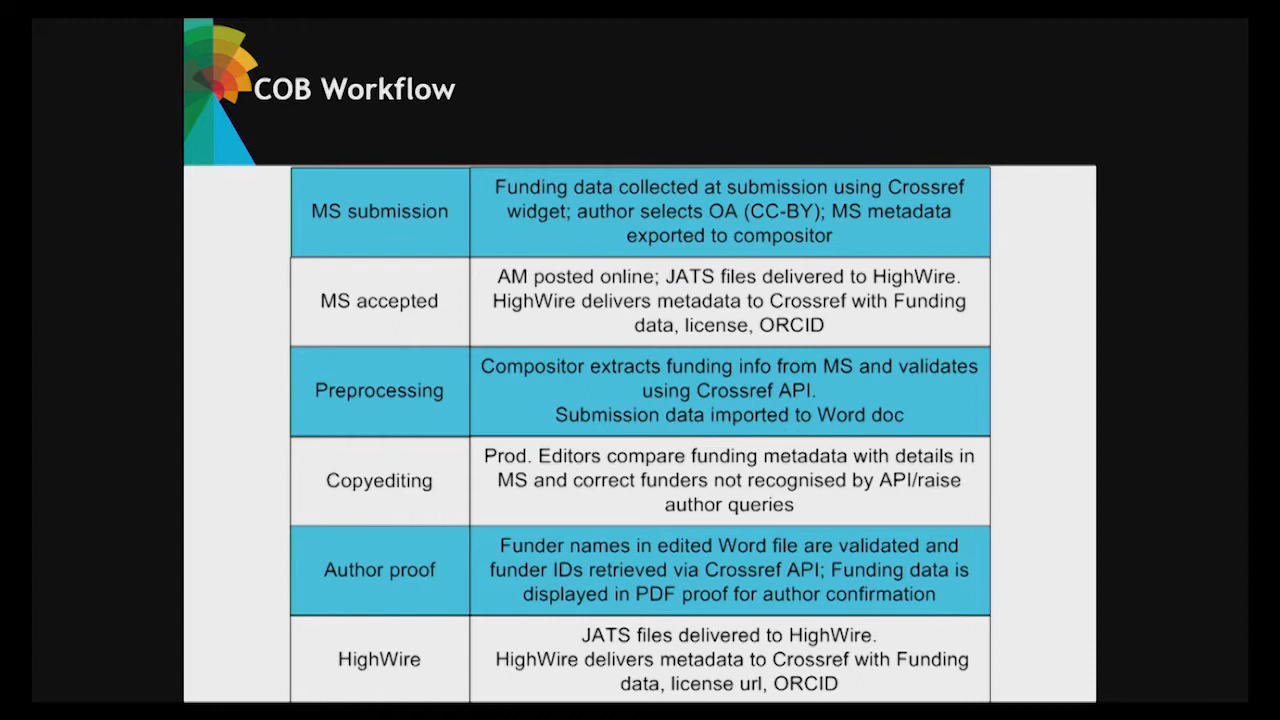 COB Workflow
MS submission
Funding data collected at submission using Crossref
widget; author selects OA (CC-BY); MS metadata
exported to compositor
MS accepted
AM posted online; JATS files delivered to HighWire.
HighWire delivers metadata to Crossref with Funding
data, license, ORCID
Preprocessing
Compositor extracts funding info from MS and validates
using Crossref API.
Submission data imported to Word doc
Copyediting
Prod. Editors compare funding metadata with details in
MS and correct funders not recognised by API/raise
author queries
Author proof
Funder names in edited Word file are validated and
funder IDs retrieved via Crossref API; Funding data is
displayed in PDF proof for author confirmation
HighWire
JATS files delivered to HighWire.
HighWire delivers metadata to Crossref with Funding
data, license url, ORCID